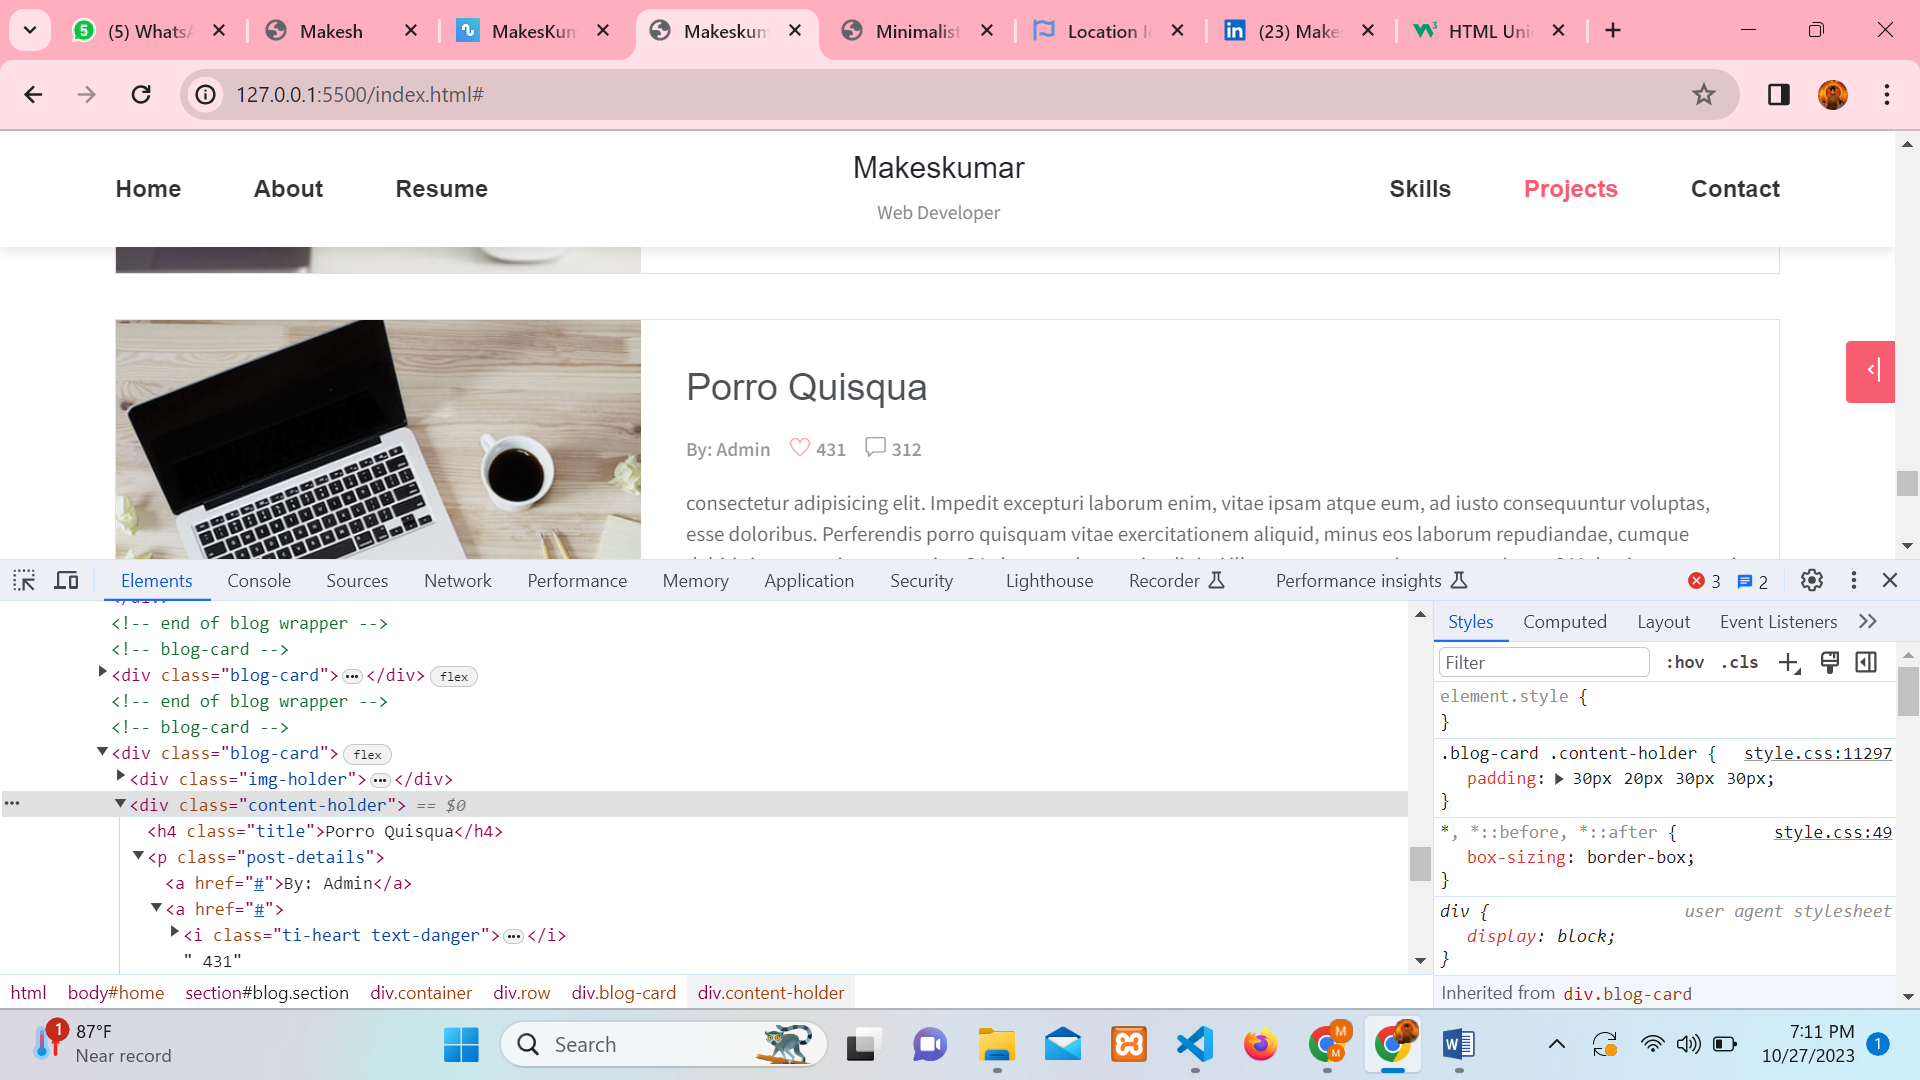 (5) WhatsA
Makesh
MakesKum
Makeskum
Minimalist
Location Ic
(23) Make
HTML Uni
127.0.0.1:5500/index.html#
Home
About
Resume
Makeskumar
Web Developer
Skills
Projects
Contact
Porro Quisqua
By: Admin 431 312
consectetur adipisicing elit. Impedit excepturi laborum enim, vitae ipsam atque eum, ad iusto consequuntur voluptas,
esse doloribus. Perferendis porro quisquam vitae exercitationem aliquid, minus eos laborum repudiandae, cumque
Elements
Console
Sources
Network
Performance
Memory
Application
Security
Lighthouse
Recorder
Performance insights
3
2
</div>
<!-- end of blog wrapper -->
<!-- blog-card -->
<div class="blog-card">…</div> flex
<!-- end of blog wrapper -->
<!-- blog-card -->
<div class="blog-card"> flex
<div class="img-holder">…</div>
<div class="content-holder"> == $0
<h4 class="title">Porro Quisqua</h4>
<p class="post-details">
<a href="#">By: Admin</a>
<a href="#">
<i class="ti-heart text-danger">…</i>
" 431"
html
body#home
section#blog.section
div.container
div.row
div.blog-card
div.content-holder
Styles
Computed
Layout
Event Listeners
Filter
:hov
.cls
element.style {
}
.blog-card .content-holder { style.css:11297
padding: 30px 20px 30px 30px;
}
*, *::before, *::after { style.css:49
box-sizing: border-box;
}
div { user agent stylesheet
display: block;
}
Inherited from div.blog-card
1
87°F
Near record
Search
7:11 PM
10/27/2023
1